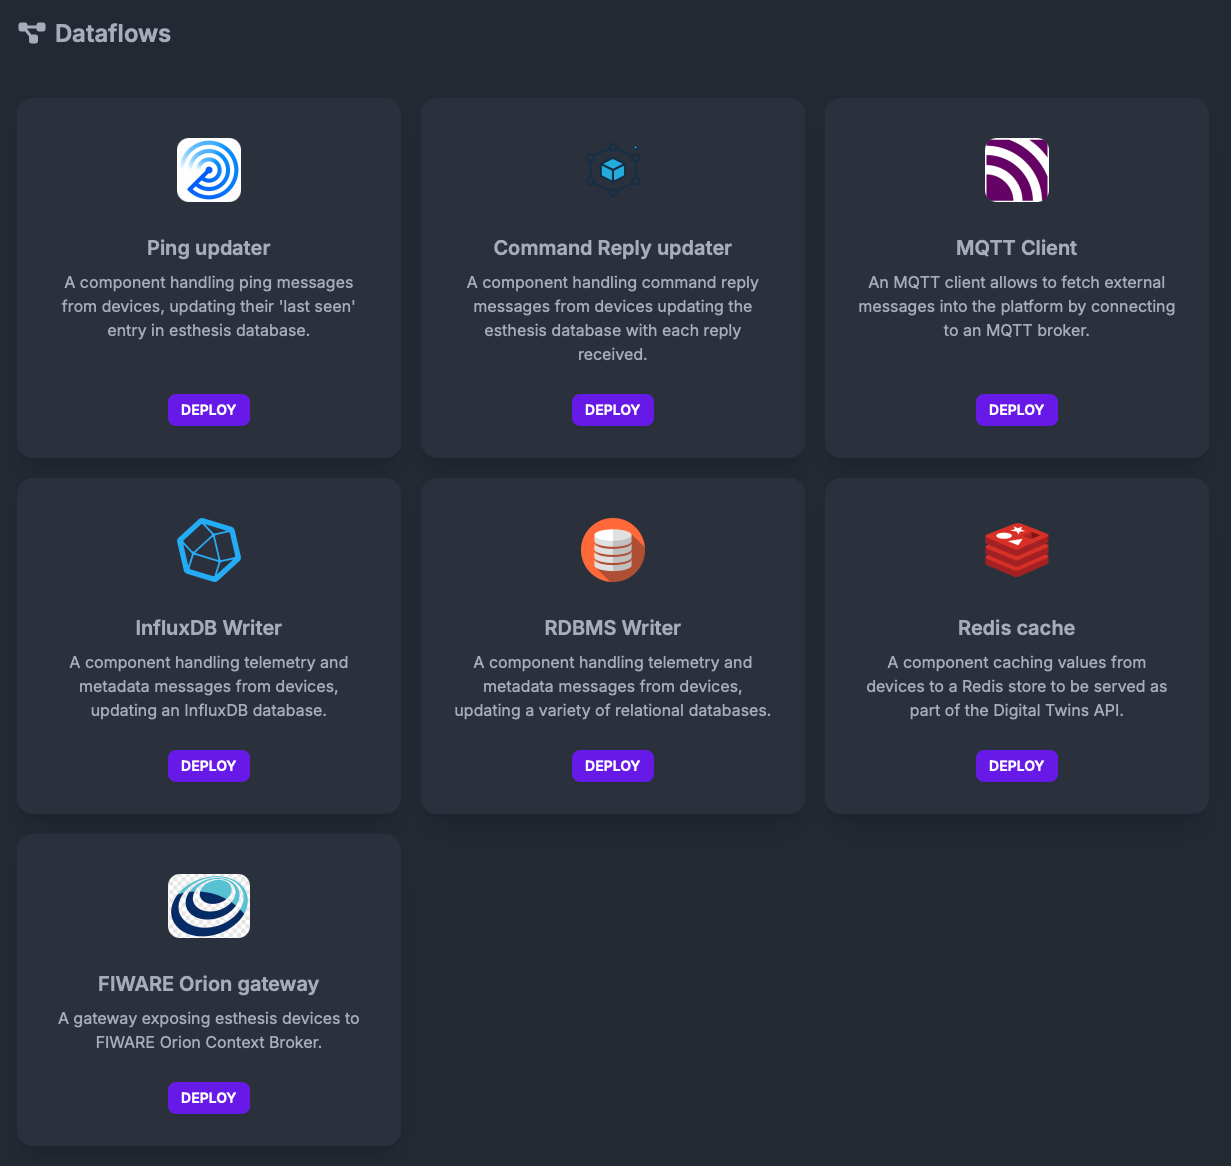 Dataflows
Ping updater
A component handling ping messages
from devices, updating their 'last seen'
entry in esthesis database.
DEPLOY
Command Reply updater
A component handling command reply
messages from devices updating the
esthesis database with each reply
received.
DEPLOY
MQTT Client
An MQTT client allows to fetch external
messages into the platform by connecting
to an MQTT broker.
DEPLOY
InfluxDB Writer
A component handling telemetry and
metadata messages from devices,
updating an InfluxDB database.
DEPLOY
RDBMS Writer
A component handling telemetry and
metadata messages from devices,
updating a variety of relational databases.
DEPLOY
Redis cache
A component caching values from
devices to a Redis store to be served as
part of the Digital Twins API.
DEPLOY
FIWARE Orion gateway
A gateway exposing esthesis devices to
FIWARE Orion Context Broker.
DEPLOY